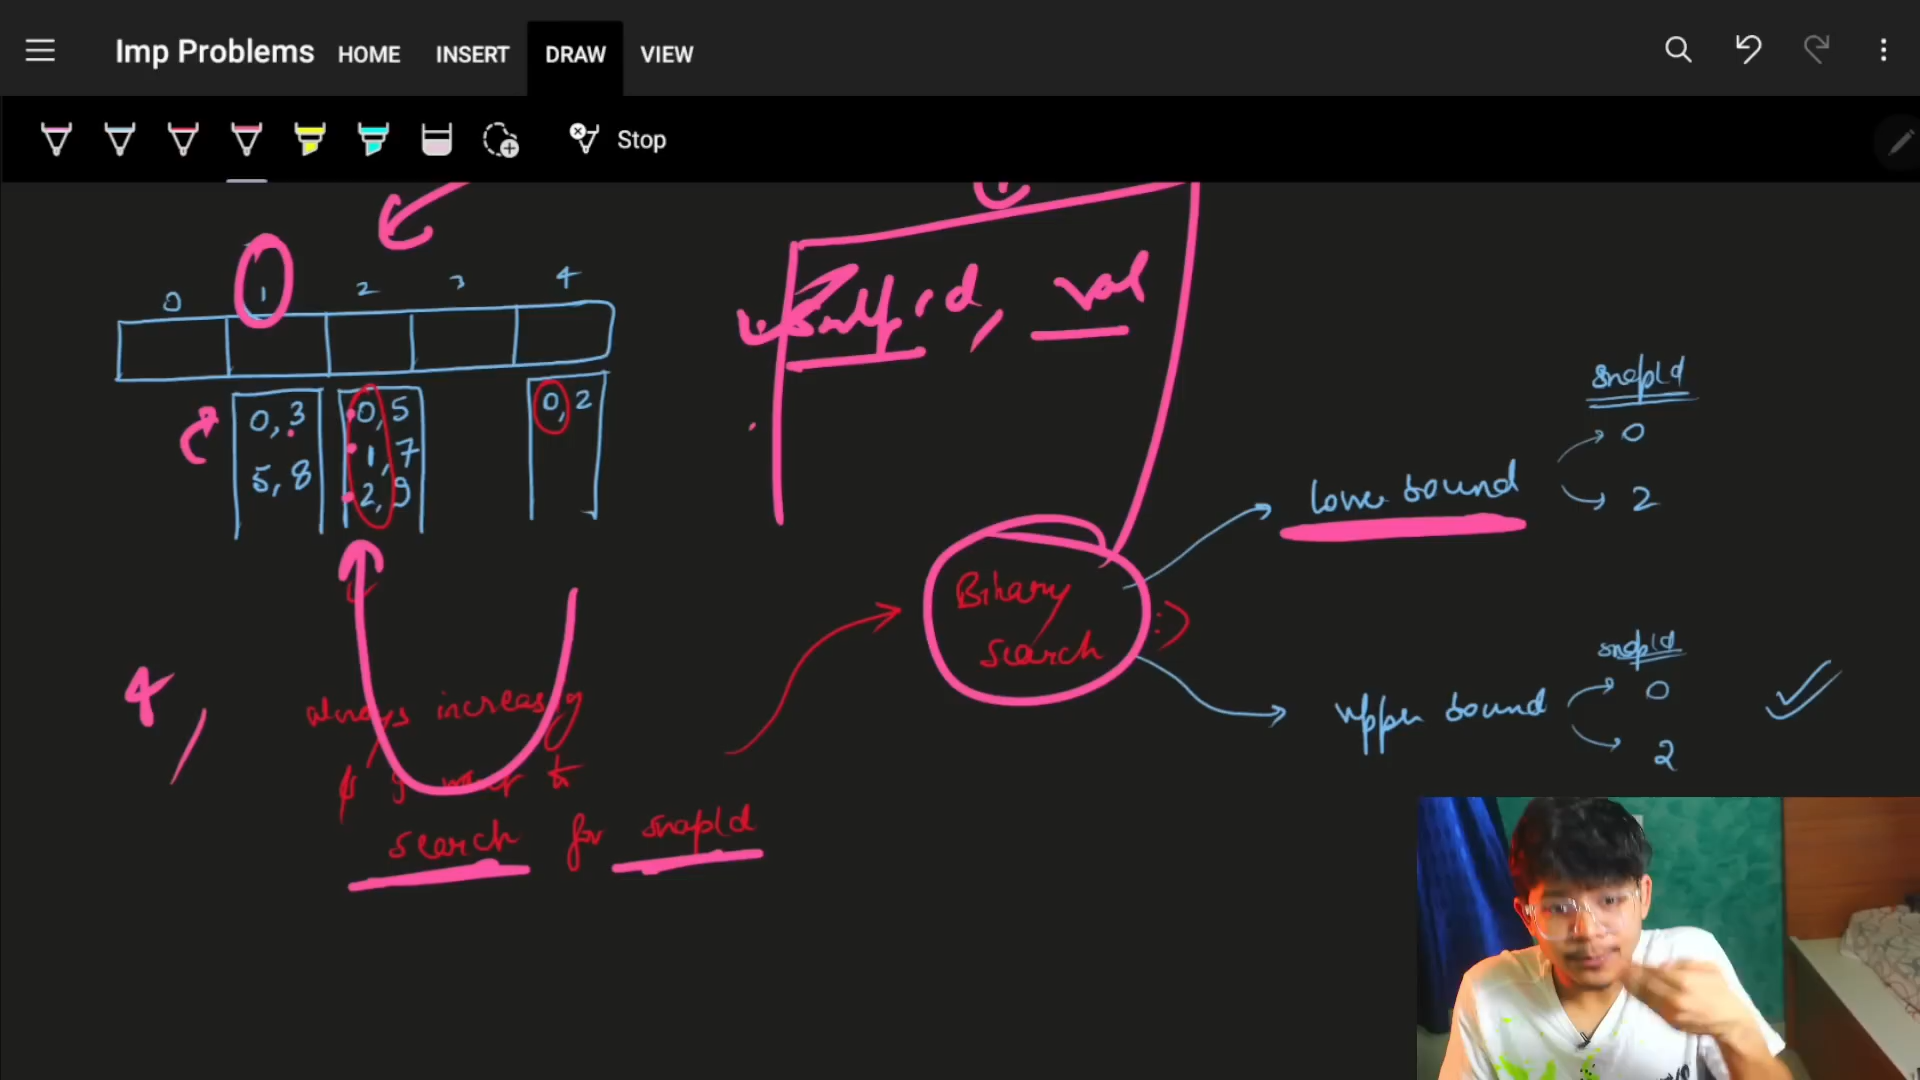 Imp Problems HOME INSERT DRAW VIEW
Stop
0 1 2 3 4
val
0, 3 0, 5 0, 2
5, 8 1, 7
2, 9
snapId
0
lower bound
2
Binary
search :)
snapId
0
upper bound
2
4,
always increasing
search for snapId